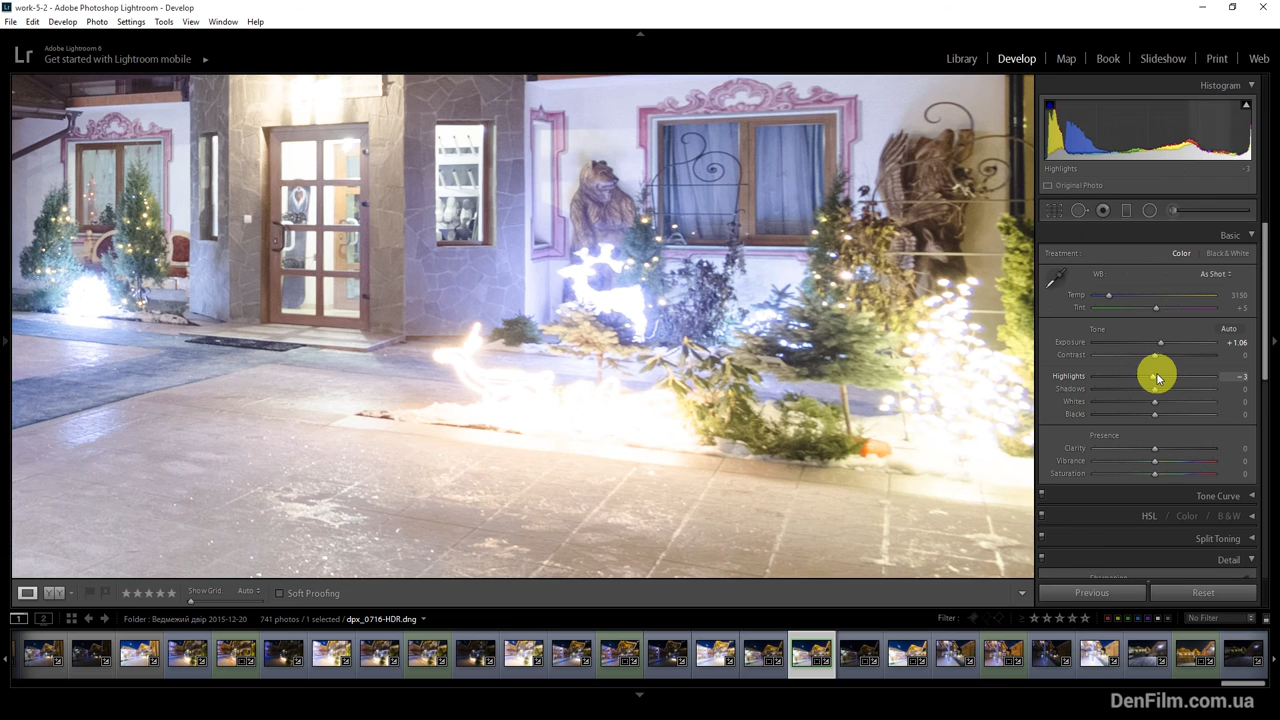 work-5-2 - Adobe Photoshop Lightroom - Develop
File Edit Develop Photo Settings Tools View Window Help
Lr Adobe Lightroom 6
Get started with Lightroom mobile
Library | Develop | Map | Book | Slideshow | Print | Web
Histogram
Highlights -3
Original Photo
Basic
Treatment : Color Black & White
WB : As Shot
Temp 3150
Tint + 5
Tone Auto
Exposure + 1.06
Contrast 0
Highlights - 3
Shadows 0
Whites 0
Blacks 0
Presence
Clarity 0
Vibrance 0
Saturation 0
Tone Curve
HSL / Color / B & W
Split Toning
Detail
Show Grid: Auto
Soft Proofing
Previous Reset
1 2 Folder : Ведмежий двір 2015-12-20 741 photos / 1 selected / dpx_0716-HDR.dng
Filter : No Filter
DenFilm.com.ua